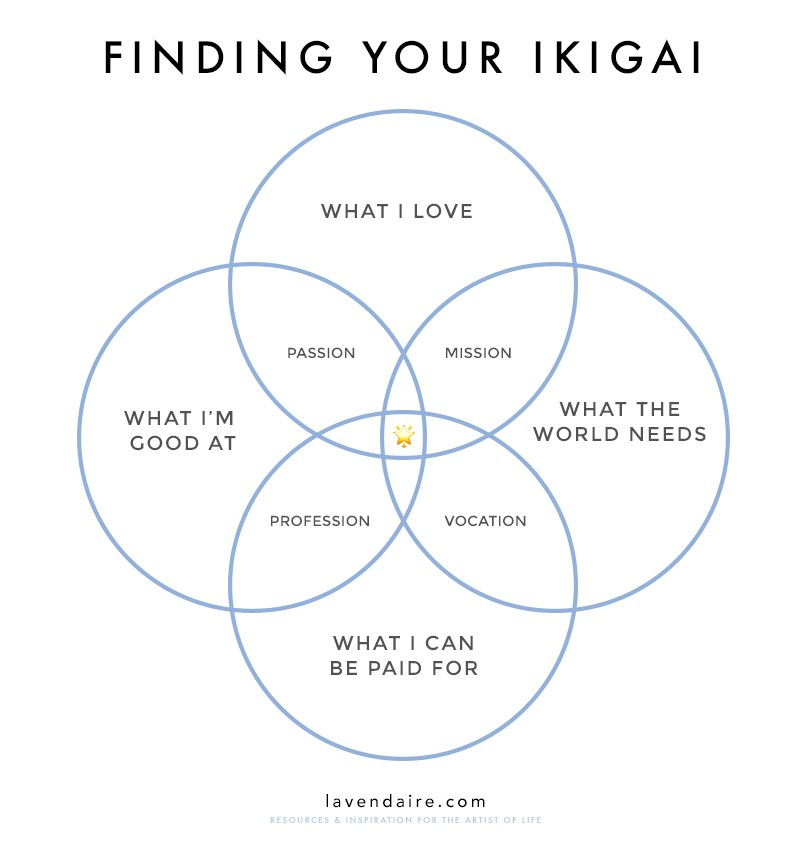 FINDING YOUR IKIGAI
WHAT I LOVE
PASSION
MISSION
WHAT I'M
GOOD AT
WHAT THE
WORLD NEEDS
PROFESSION
VOCATION
WHAT I CAN
BE PAID FOR
lavendaire.com
RESOURCES & INSPIRATION FOR THE ARTIST OF LIFE